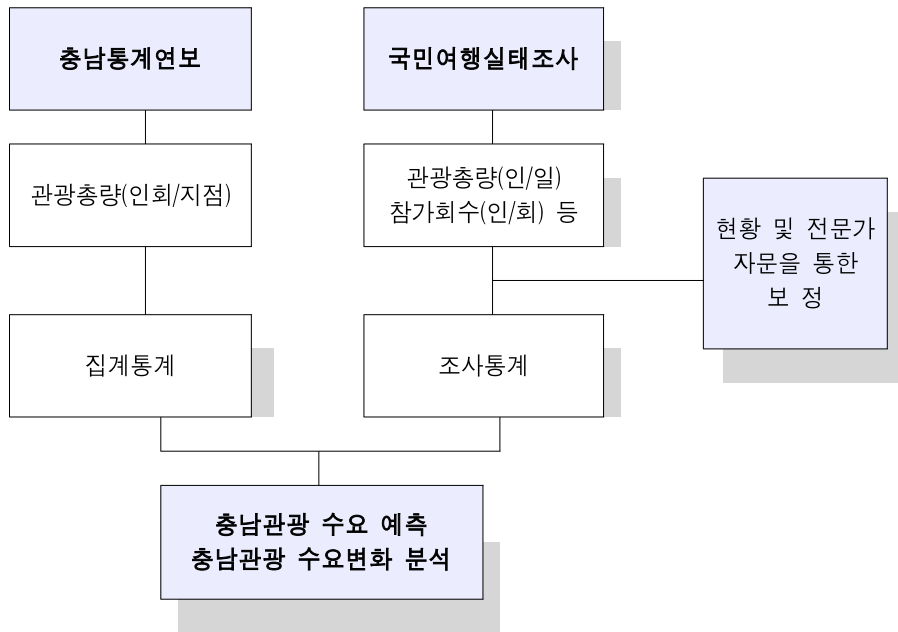 충남통계연보
국민여행실태조사
관광총량(인회/지점)
관광총량(인/일)
참가회수(인/회) 등
현황 및 전문가
자문을 통한
보 정
집계통계
조사통계
충남관광 수요 예측
충남관광 수요변화 분석